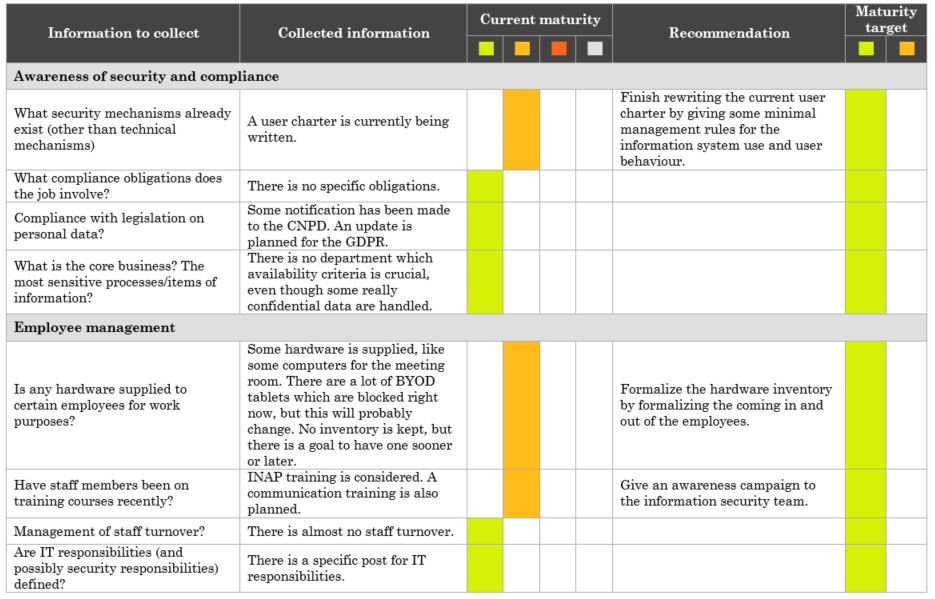 Information to collect
Collected information
Current maturity
Recommendation
Maturity
target
Awareness of security and compliance
What security mechanisms already
exist (other than technical
mechanisms)
A user charter is currently being
written.
Finish rewriting the current user
charter by giving some minimal
management rules for the
information system use and user
behaviour.
What compliance obligations does
the job involve?
There is no specific obligations.
Compliance with legislation on
personal data?
Some notification has been made
to the CNPD. An update is
planned for the GDPR.
What is the core business? The
most sensitive processes/items of
information?
There is no department which
availability criteria is crucial,
even though some really
confidential data are handled.
Employee management
Is any hardware supplied to
certain employees for work
purposes?
Some hardware is supplied, like
some computers for the meeting
room. There are a lot of BYOD
tablets which are blocked right
now, but this will probably
change. No inventory is kept, but
there is a goal to have one sooner
or later.
Formalize the hardware inventory
by formalizing the coming in and
out of the employees.
Have staff members been on
training courses recently?
INAP training is considered. A
communication training is also
planned.
Give an awareness campaign to
the information security team.
Management of staff turnover?
There is almost no staff turnover.
Are IT responsibilities (and
possibly security responsibilities)
defined?
There is a specific post for IT
responsibilities.